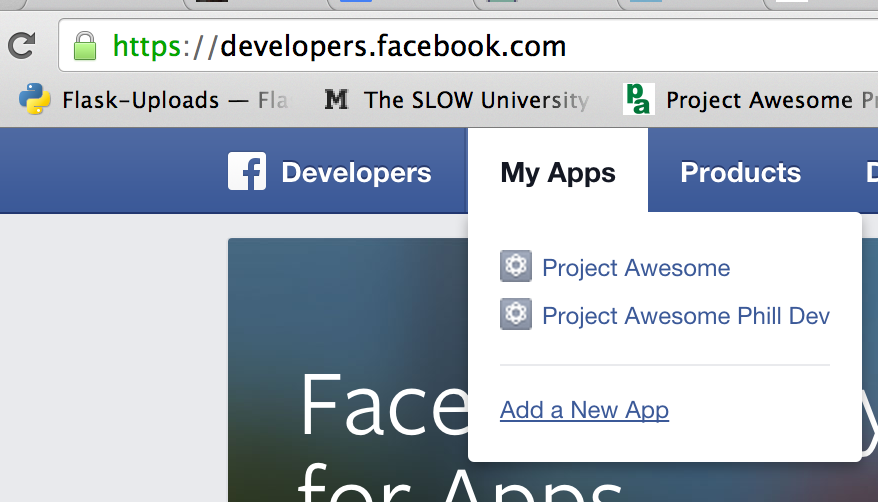 https://developers.facebook.com
Flask-Uploads — Fla
M The SLOW University
pa Project Awesome Pr
f Developers My Apps Products
Project Awesome
Project Awesome Phill Dev
Add a New App
Face
for Apps